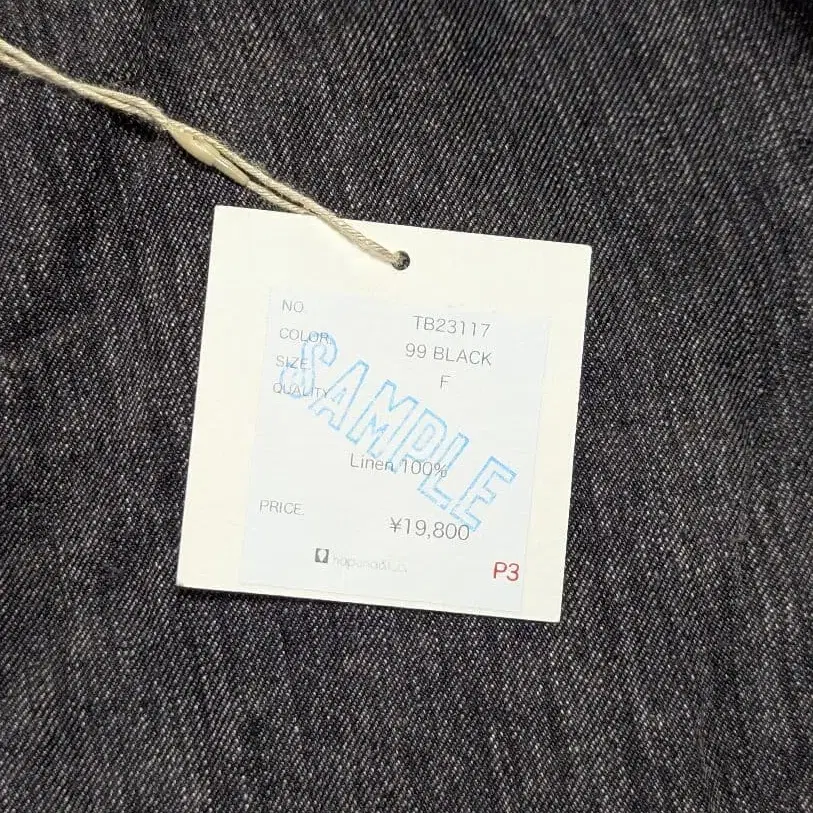 NO.
TB23117
COLOR.
99 BLACK
SIZE.
F
QUALITY.
SAMPLE
Linen 100%
PRICE.
¥19,800
P3